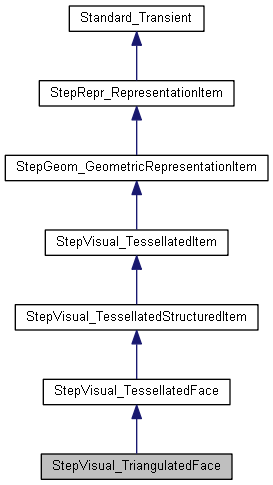 Standard_Transient
StepRepr_RepresentationItem
StepGeom_GeometricRepresentationItem
StepVisual_TessellatedItem
StepVisual_TessellatedStructuredItem
StepVisual_TessellatedFace
StepVisual_TriangulatedFace